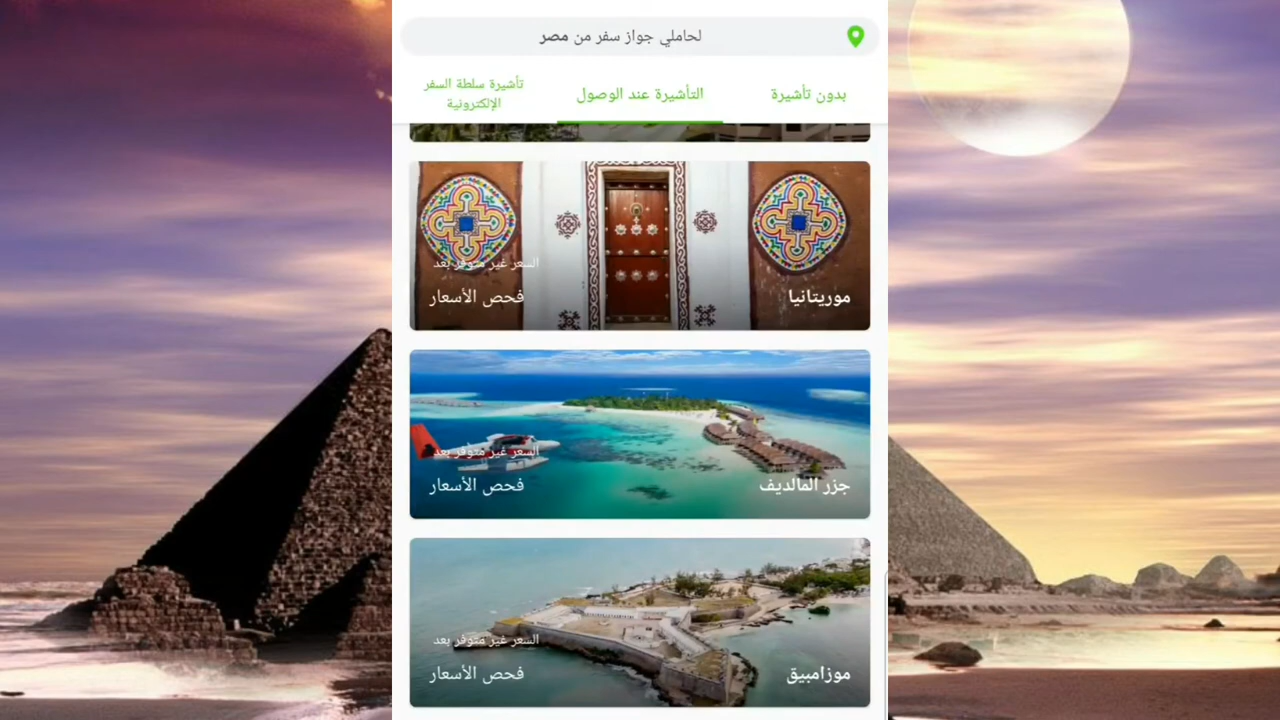 لحاملي جواز سفر من مصر
بدون تأشيرة
التأشيرة عند الوصول
تأشيرة سلطة السفر
الإلكترونية
السعر غير متوفر بعد
موريتانيا
فحص الأسعار
السعر غير متوفر بعد
جزر المالديف
فحص الأسعار
السعر غير متوفر بعد
موزامبيق
فحص الأسعار